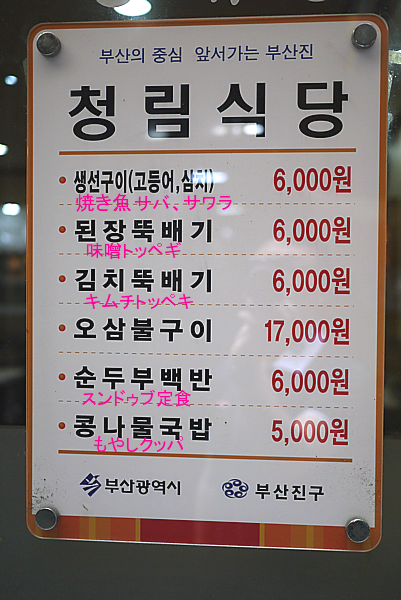 부산의 중심 앞서가는 부산진
청림식당
생선구이(고등어,삼치) 6,000원
焼き魚 サバ、サワラ
된장뚝배기 6,000원
味噌トッペギ
김치뚝배기 6,000원
キムチトッペキ
오삼불구이 17,000원
순두부백반 6,000원
スンドゥブ定食
콩나물국밥 5,000원
もやしクッパ
부산광역시 부산진구